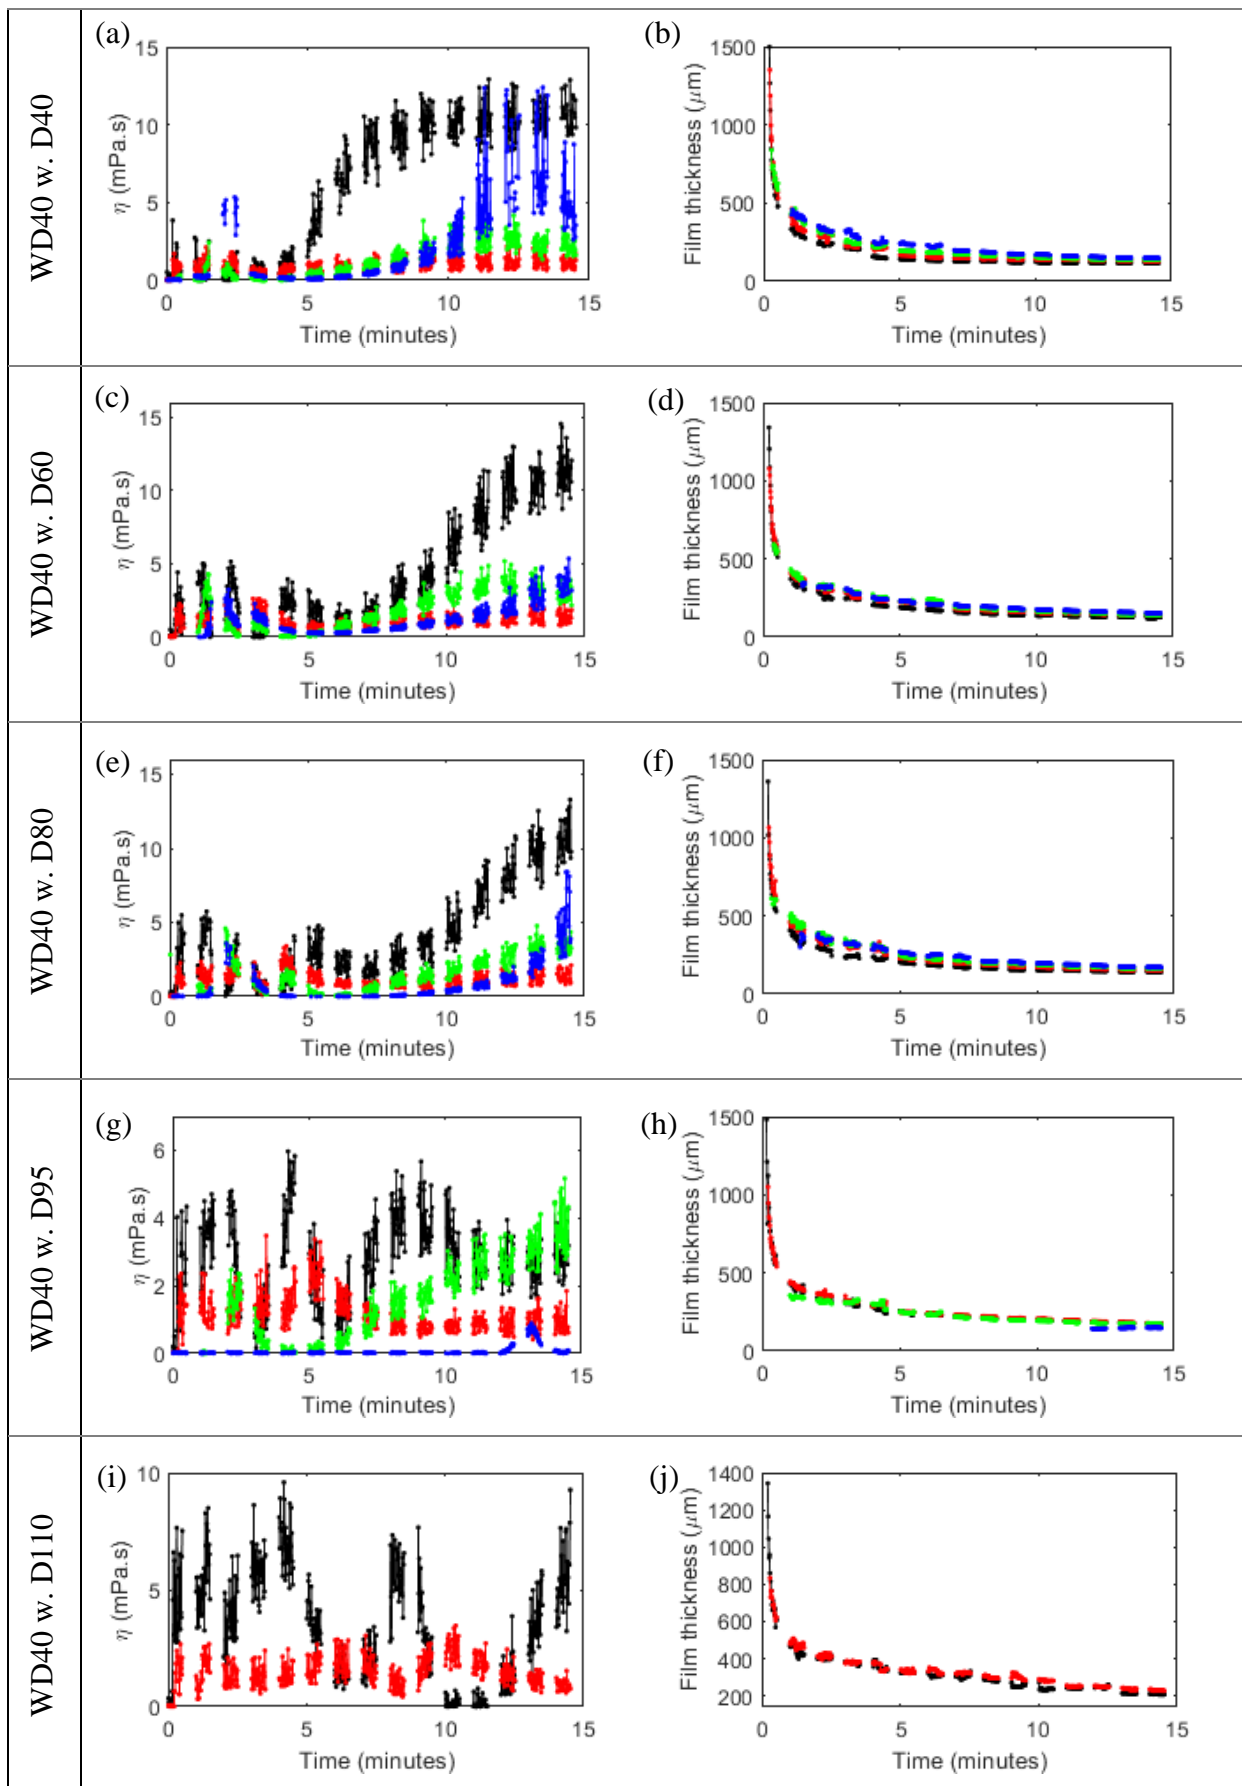 WD40 w. D40
(a)
15
10
5
0
η (mPa.s)
0 5 10 15
Time (minutes)
(b)
1500
1000
500
0
Film thickness (μm)
0 5 10 15
Time (minutes)
WD40 w. D60
(c)
15
10
5
0
η (mPa.s)
0 5 10 15
Time (minutes)
(d)
1500
1000
500
0
Film thickness (μm)
0 5 10 15
Time (minutes)
WD40 w. D80
(e)
15
10
5
0
η (mPa.s)
0 5 10 15
Time (minutes)
(f)
1500
1000
500
0
Film thickness (μm)
0 5 10 15
Time (minutes)
WD40 w. D95
(g)
6
4
2
0
η (mPa.s)
0 5 10 15
Time (minutes)
(h)
1500
1000
500
0
Film thickness (μm)
0 5 10 15
Time (minutes)
WD40 w. D110
(i)
10
5
0
η (mPa.s)
0 5 10 15
Time (minutes)
(j)
1400
1200
1000
800
600
400
200
Film thickness (μm)
0 5 10 15
Time (minutes)